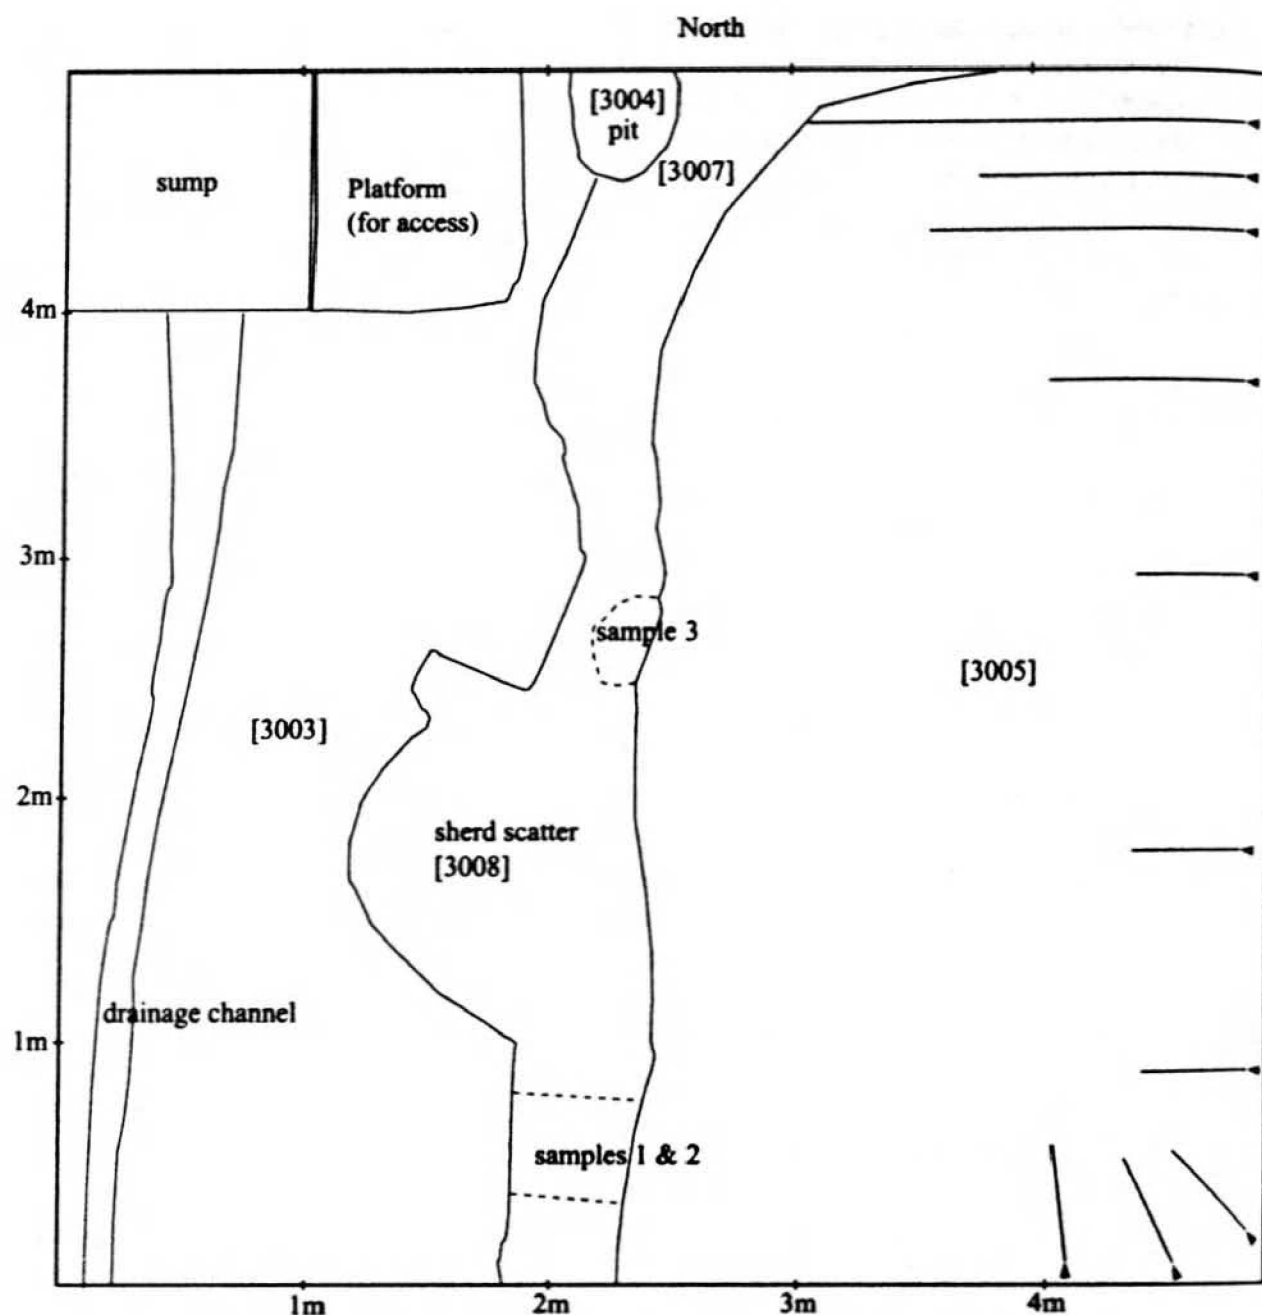 North
[3004]
pit
[3007]
sump
Platform
(for access)
4m
3m
sample 3
[3005]
[3003]
2m
sherd scatter
[3008]
drainage channel
1m
samples 1 & 2
1m
2m
3m
4m